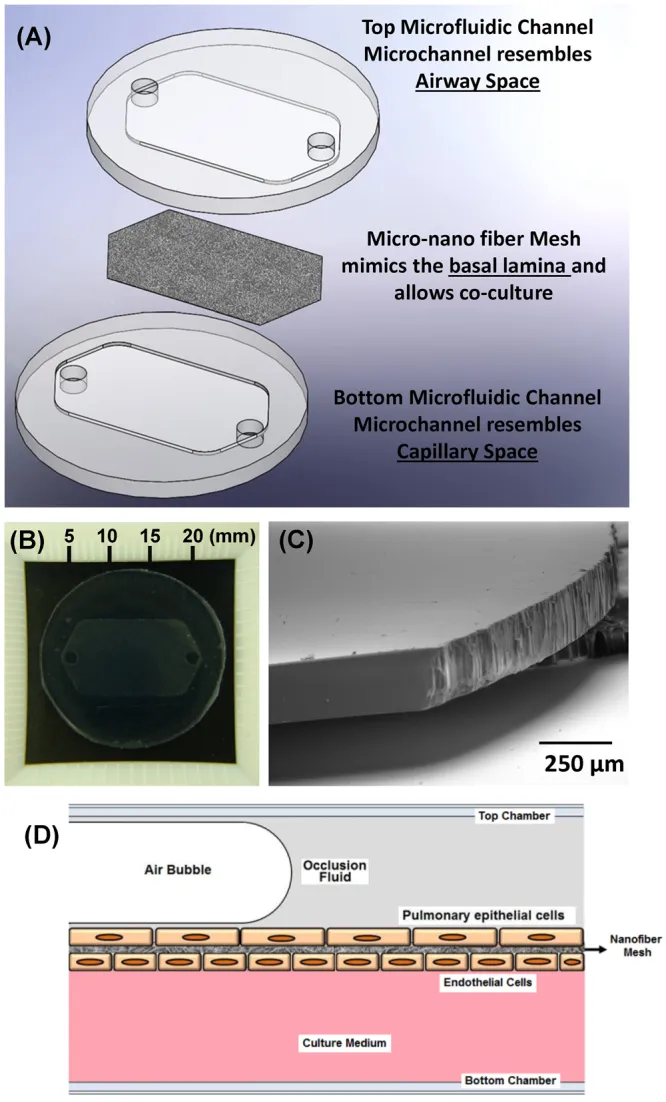 (A)
Top Microfluidic Channel
Microchannel resembles
Airway Space
Micro-nano fiber Mesh
mimics the basal lamina and
allows co-culture
Bottom Microfluidic Channel
Microchannel resembles
Capillary Space
(B)
5 10 15 20 (mm)
(C)
250 µm
(D)
Top Chamber
Air Bubble
Occlusion
Fluid
Pulmonary epithelial cells
Nanofiber
Mesh
Endothelial Cells
Culture Medium
Bottom Chamber